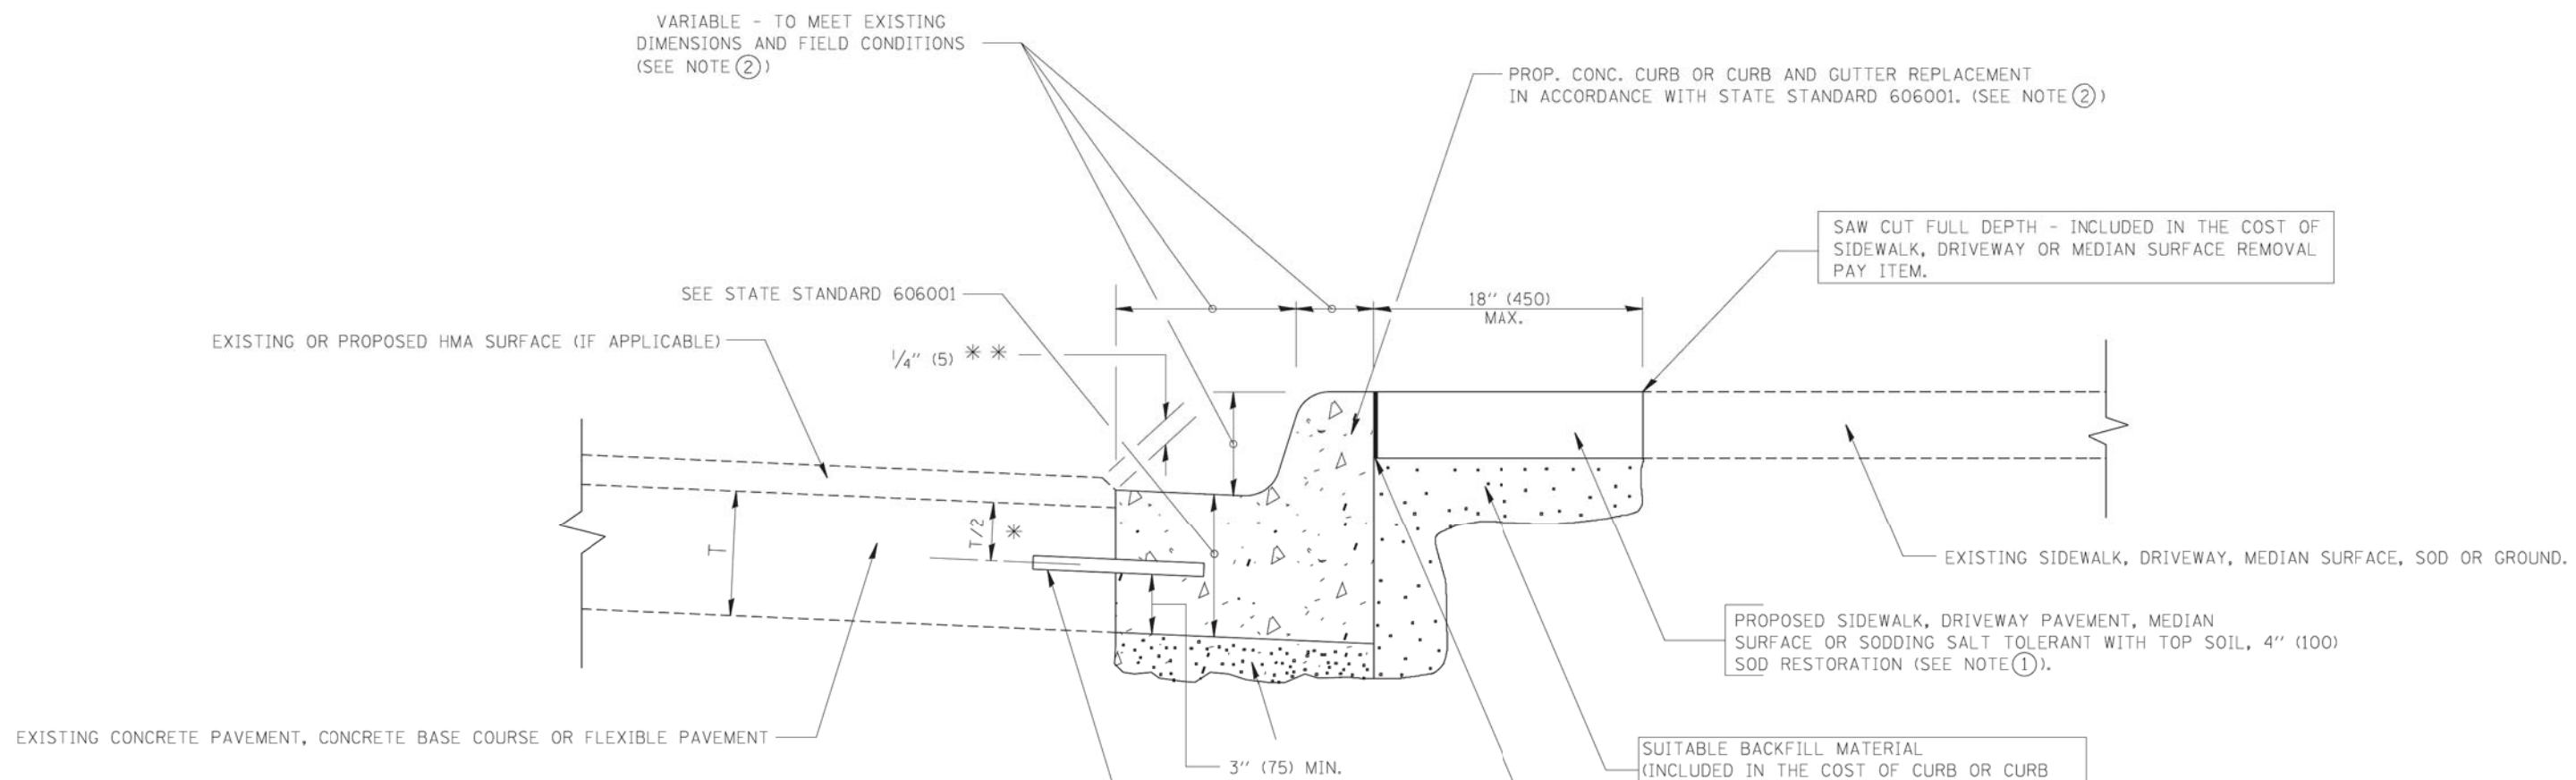 VARIABLE - TO MEET EXISTING
DIMENSIONS AND FIELD CONDITIONS
(SEE NOTE ②)
PROP. CONC. CURB OR CURB AND GUTTER REPLACEMENT
IN ACCORDANCE WITH STATE STANDARD 606001. (SEE NOTE ②)
SAW CUT FULL DEPTH - INCLUDED IN THE COST OF
SIDEWALK, DRIVEWAY OR MEDIAN SURFACE REMOVAL
PAY ITEM.
SEE STATE STANDARD 606001
18" (450)
MAX.
EXISTING OR PROPOSED HMA SURFACE (IF APPLICABLE)
1/4" (5) * *
T
T/2 *
EXISTING SIDEWALK, DRIVEWAY, MEDIAN SURFACE, SOD OR GROUND.
PROPOSED SIDEWALK, DRIVEWAY PAVEMENT, MEDIAN
SURFACE OR SODDING SALT TOLERANT WITH TOP SOIL, 4" (100)
SOD RESTORATION (SEE NOTE ①).
EXISTING CONCRETE PAVEMENT, CONCRETE BASE COURSE OR FLEXIBLE PAVEMENT
3" (75) MIN.
SUITABLE BACKFILL MATERIAL
(INCLUDED IN THE COST OF CURB OR CURB